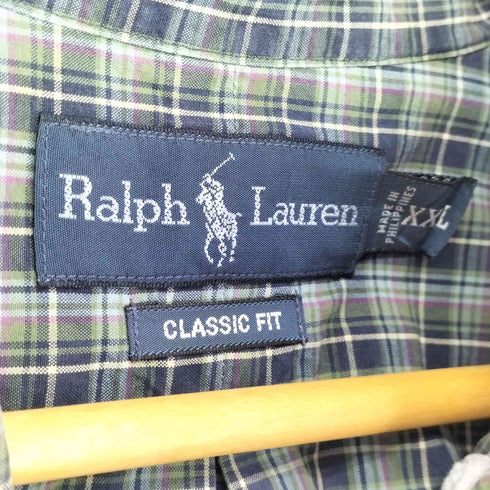 Ralph Lauren
MADE IN
PHILIPPINES
XXL
CLASSIC FIT